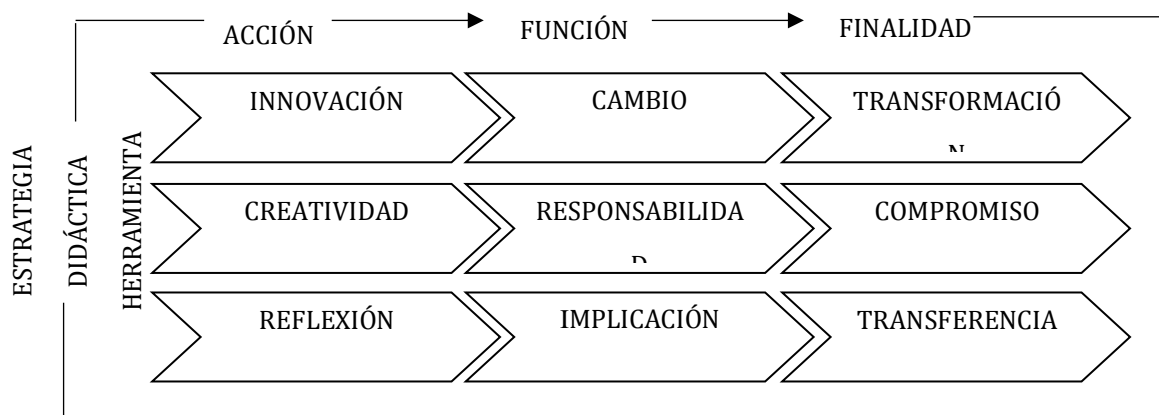 ACCIÓN
FUNCIÓN
FINALIDAD
ESTRATEGIA
DIDÁCTICA
HERRAMIENTA
INNOVACIÓN
CAMBIO
TRANSFORMACIÓ
N
CREATIVIDAD
RESPONSABILIDA
D
COMPROMISO
REFLEXIÓN
IMPLICACIÓN
TRANSFERENCIA